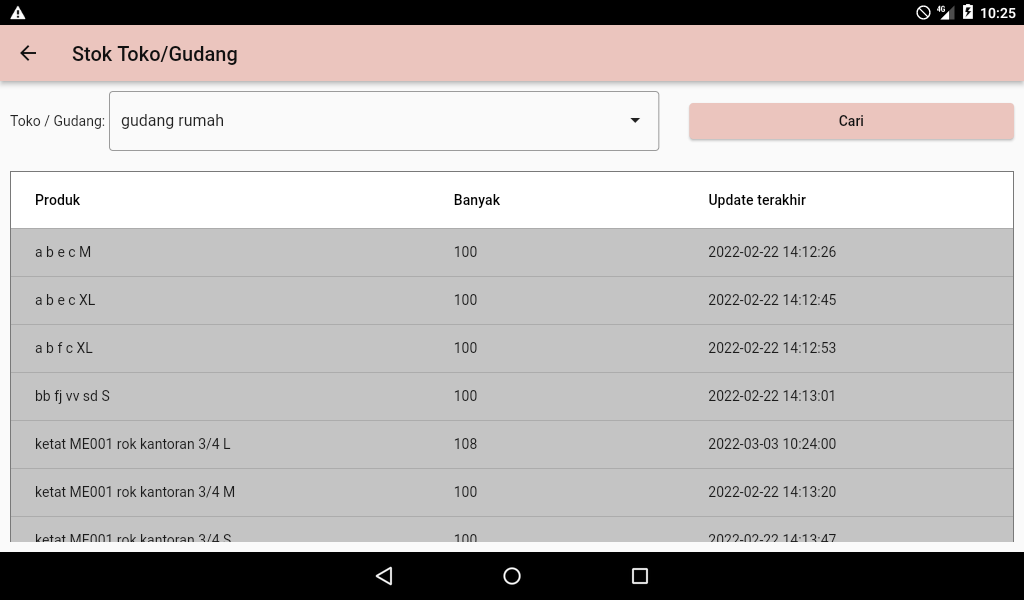 4G 10:25
Stok Toko/Gudang
Toko / Gudang: gudang rumah Cari
Produk Banyak Update terakhir
a b e c M 100 2022-02-22 14:12:26
a b e c XL 100 2022-02-22 14:12:45
a b f c XL 100 2022-02-22 14:12:53
bb fj vv sd S 100 2022-02-22 14:13:01
ketat ME001 rok kantoran 3/4 L 108 2022-03-03 10:24:00
ketat ME001 rok kantoran 3/4 M 100 2022-02-22 14:13:20
ketat ME001 rok kantoran 3/4 S 100 2022-02-22 14:13:47